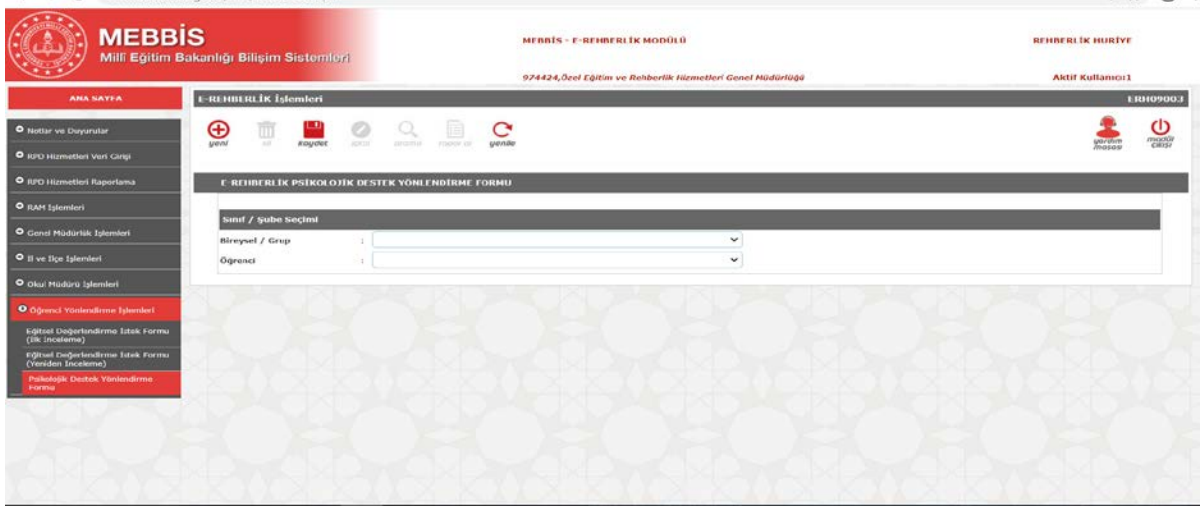 MEBBİS
Millî Eğitim Bakanlığı Bilişim Sistemleri
MEBBİS - E-REHBERLİK MODÜLÜ
REHBERLİK HURİYE
974424,Özel Eğitim ve Rehberlik Hizmetleri Genel Müdürlüğü
Aktif Kullanıcı:1
ANA SAYFA
E-REHBERLİK İşlemleri
ERH09003
Notlar ve Duyurular
RPD Hizmetleri Veri Girişi
RPD Hizmetleri Raporlama
RAM İşlemleri
Genel Müdürlük İşlemleri
İl ve İlçe İşlemleri
Okul Müdürü İşlemleri
Öğrenci Yönlendirme İşlemleri
Eğitsel Değerlendirme İstek Formu
(İlk İnceleme)
Eğitsel Değerlendirme İstek Formu
(Yeniden İnceleme)
Psikolojik Destek Yönlendirme
Formu
yeni sil kaydet yenile
yardım
masası
modül
çıkışı
E-REHBERLİK PSİKOLOJİK DESTEK YÖNLENDİRME FORMU
Sınıf / Şube Seçimi
Bireysel / Grup :
Öğrenci :